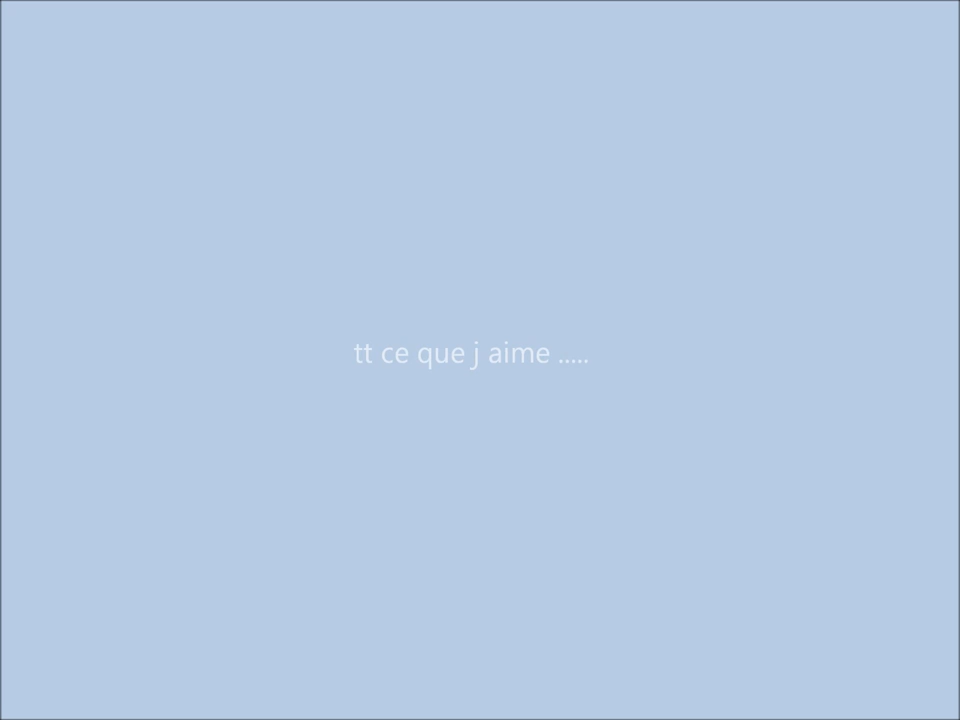 tt ce que j aime .....